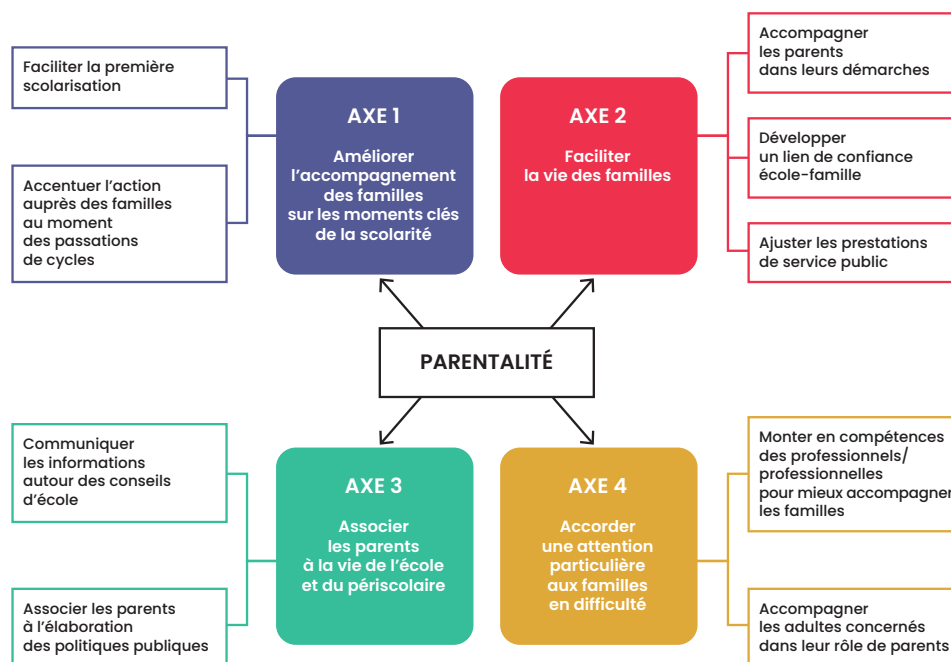 Faciliter la première
scolarisation
Accentuer l’action
auprès des familles
au moment
des passations
de cycles
AXE 1
Améliorer
l’accompagnement
des familles
sur les moments clés
de la scolarité
AXE 2
Faciliter
la vie des familles
Accompagner
les parents
dans leurs démarches
Développer
un lien de confiance
école-famille
Ajuster les prestations
de service public
PARENTALITÉ
Communiquer
les informations
autour des conseils
d’école
Associer les parents
à l’élaboration
des politiques publiques
AXE 3
Associer
les parents
à la vie de l’école
et du périscolaire
AXE 4
Accorder
une attention
particulière
aux familles
en difficulté
Monter en compétences
des professionnels/
professionnelles
pour mieux accompagner
les familles
Accompagner
les adultes concernés
dans leur rôle de parents